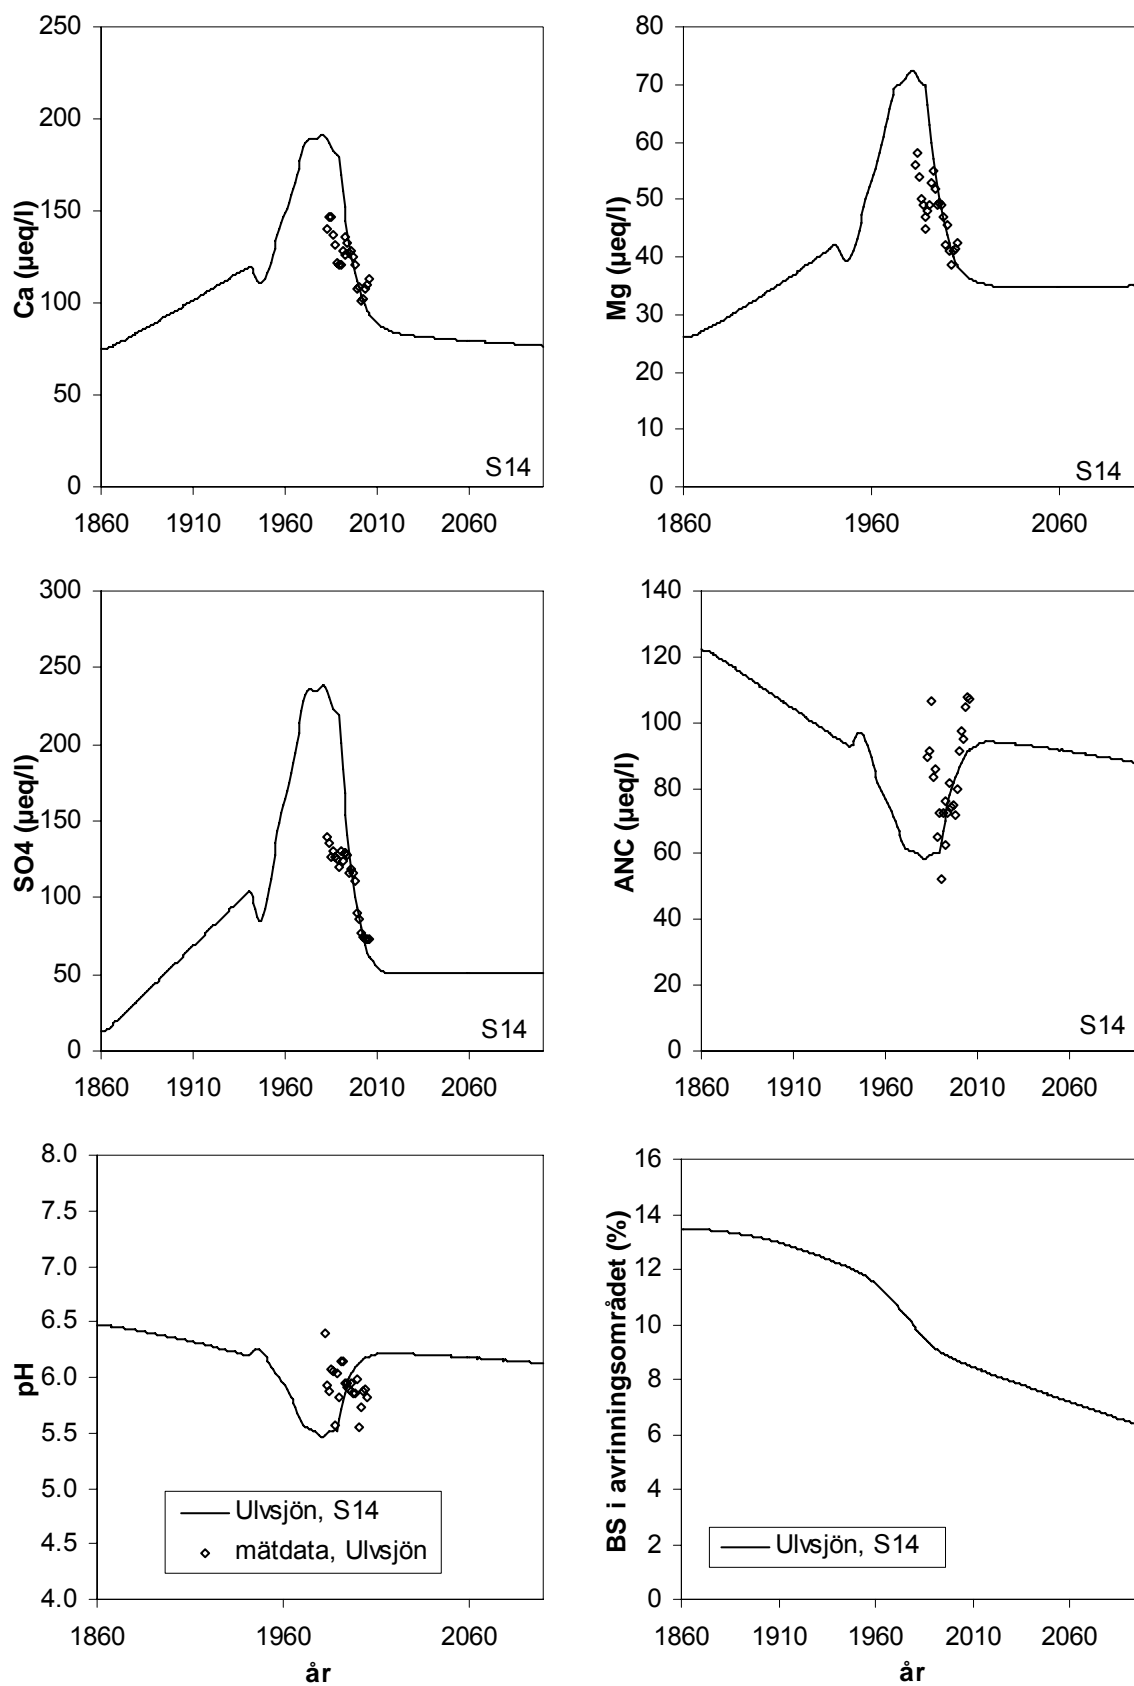 250
200
150
100
50
0
Ca (µeq/l)
S14
1860 1910 1960 2010 2060
80
70
60
50
40
30
20
10
0
Mg (µeq/l)
S14
1860 1960 2060
300
250
200
150
100
50
0
SO4 (µeq/l)
S14
1860 1910 1960 2010 2060
140
120
100
80
60
40
20
0
ANC (µeq/l)
S14
1860 1910 1960 2010 2060
8.0
7.5
7.0
6.5
6.0
5.5
5.0
4.5
4.0
pH
Ulvsjön, S14
mätdata, Ulvsjön
1860 1960 2060
år
16
14
12
10
8
6
4
2
0
BS i avrinningsområdet (%)
Ulvsjön, S14
1860 1910 1960 2010 2060
år